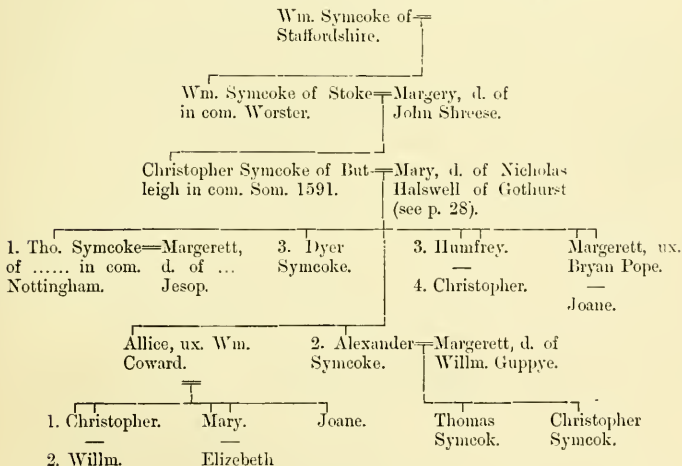 Wm. Symcoke of
Staffordshire.
Wm. Symcoke of Stoke
in com. Worster.
Margery, d. of
John Shreese.
Christopher Symcoke of But-
leigh in com. Som. 1591.
Mary, d. of Nicholas
Halswell of Gothurst
(see p. 28).
1. Tho. Symcoke
of ...... in com.
Nottingham.
Margerett,
d. of ...
Jesop.
3. Dyer
Symcoke.
3. Humfrey.
—
4. Christopher.
Margerett, ux.
Bryan Pope.
—
Joane.
Allice, ux. Wm.
Coward.
2. Alexander
Symcoke.
Margerett, d. of
Willm. Guppye.
1. Christopher.
—
2. Willm.
Mary.
—
Elizebeth
Joane.
Thomas
Symcok.
Christopher
Symcok.